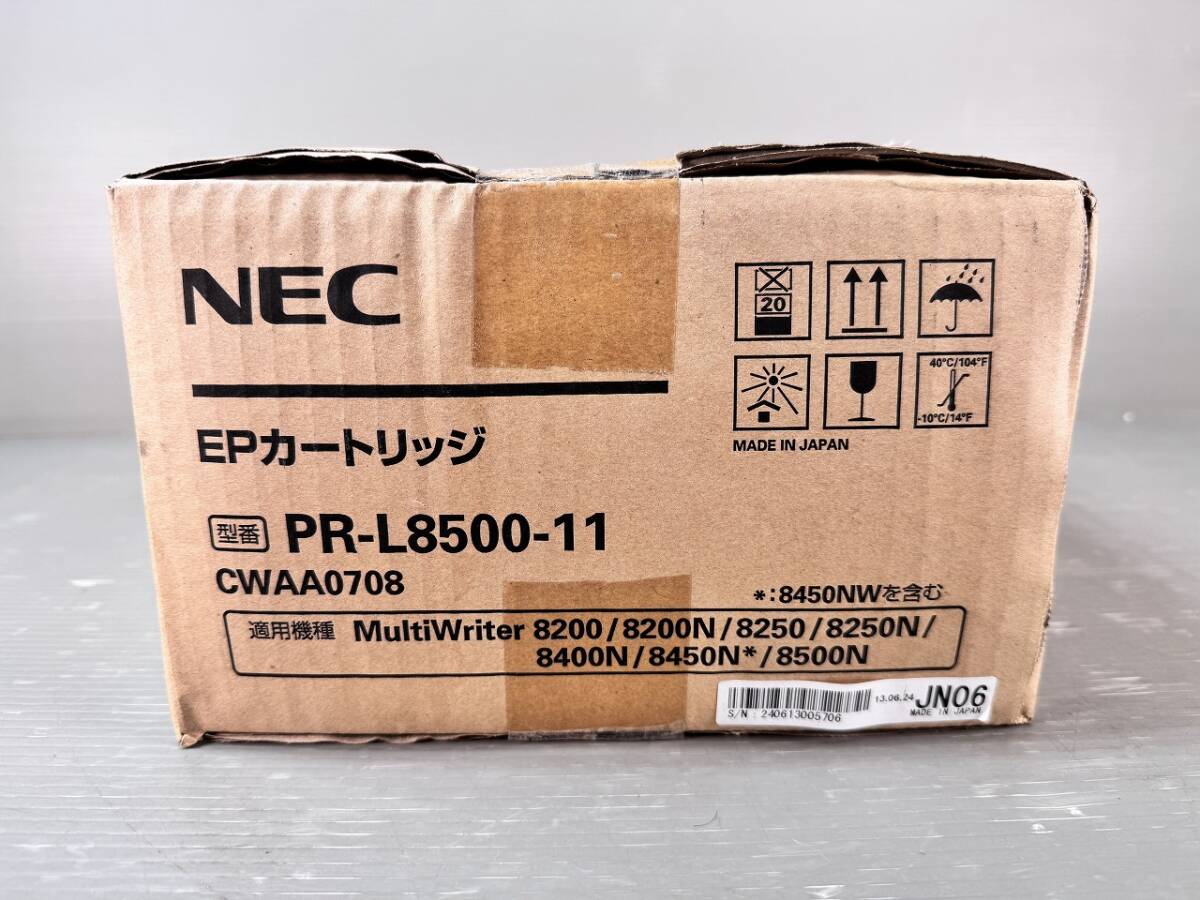 NEC
EPカートリッジ
型番 PR-L8500-11
CWAA0708
*:8450NWを含む
適用機種 MultiWriter 8200/8200N/8250/8250N/
8400N/8450N*/8500N
20
40°C/104°F
-10°C/14°F
MADE IN JAPAN
13.06.24 JN06
S/N : 240613005706 MADE IN JAPAN